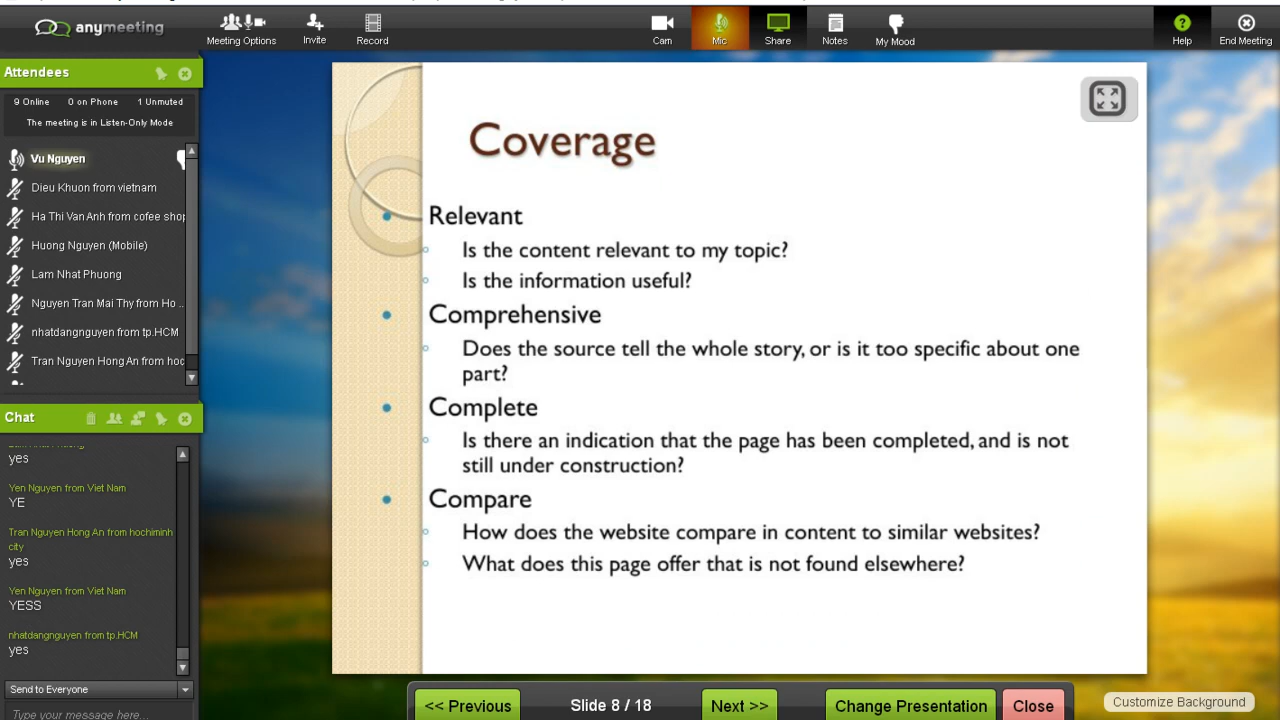 anymeeting
Meeting Options
Invite
Record
Cam
Mic
Share
Notes
My Mood
Help
End Meeting
Attendees
9 Online 0 on Phone 1 Unmuted
The meeting is in Listen-Only Mode
Vu Nguyen
Dieu Khuon from vietnam
Ha Thi Van Anh from cofee shop
Huong Nguyen (Mobile)
Lam Nhat Phuong
Nguyen Tran Mai Thy from Ho ..
nhatdangnguyen from tp.HCM
Tran Nguyen Hong An from hoc
Chat
yes
Yen Nguyen from Viet Nam
YE
Tran Nguyen Hong An from hochiminh
city
yes
Yen Nguyen from Viet Nam
YESS
nhatdangnguyen from tp.HCM
yes
Send to Everyone
Type your message here...
Coverage
Relevant
Is the content relevant to my topic?
Is the information useful?
Comprehensive
Does the source tell the whole story, or is it too specific about one
part?
Complete
Is there an indication that the page has been completed, and is not
still under construction?
Compare
How does the website compare in content to similar websites?
What does this page offer that is not found elsewhere?
<< Previous
Slide 8 / 18
Next >>
Change Presentation
Close
Customize Background